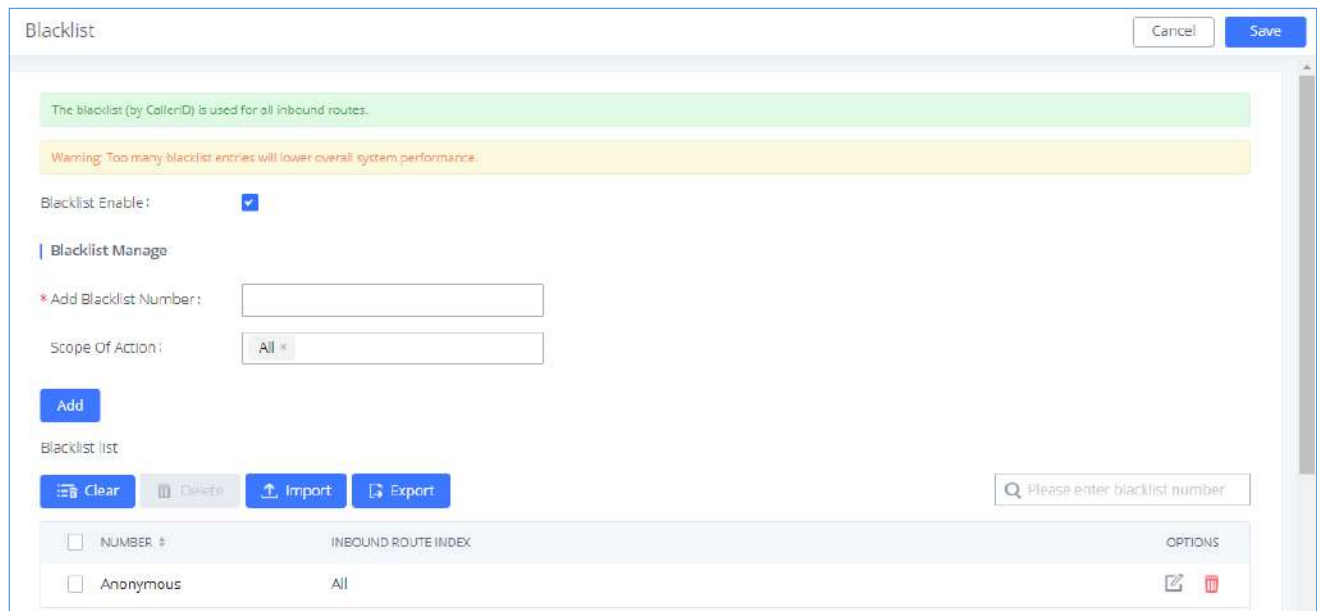 Blacklist
Cancel
Save
The blacklist (by CallerID) is used for all inbound routes.
Warning: Too many blacklist entries will lower overall system performance.
Blacklist Enable :
Blacklist Manage
* Add Blacklist Number :
Scope Of Action :
All ×
Add
Blacklist list
Clear
Delete
Import
Export
Please enter blacklist number
NUMBER
INBOUND ROUTE INDEX
OPTIONS
Anonymous
All